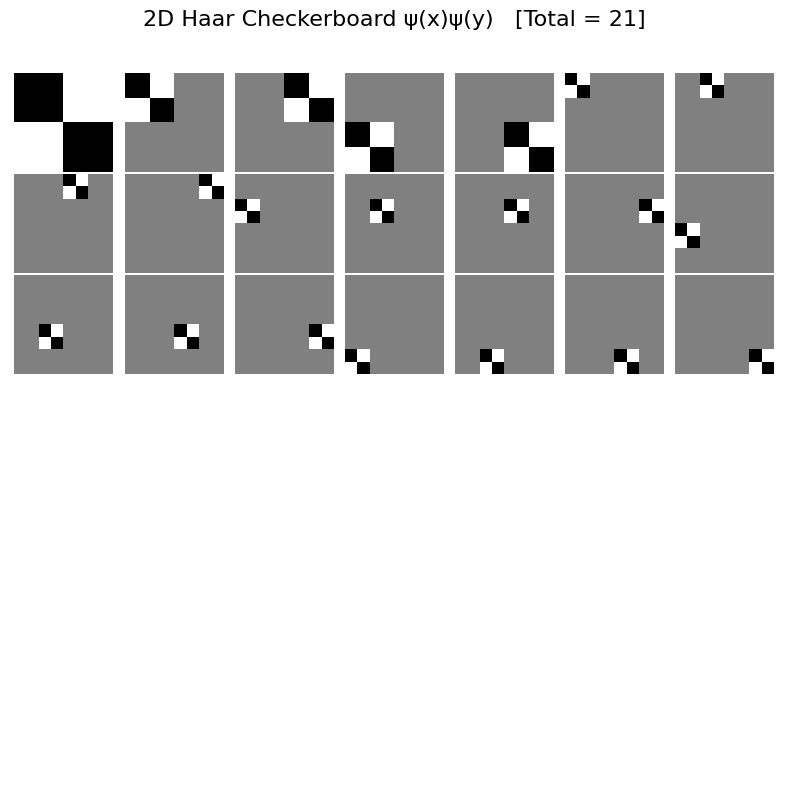 2D Haar Checkerboard ψ(x)ψ(y)   [Total = 21]